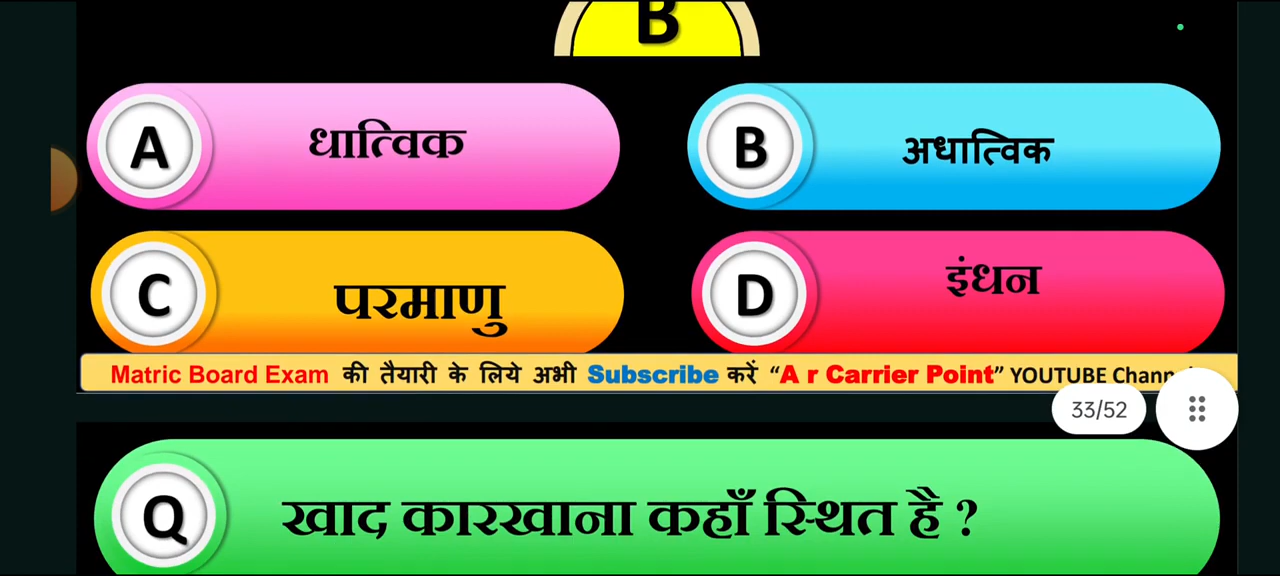 B
A धात्विक B अधात्विक
C परमाणु D इंधन
Matric Board Exam की तैयारी के लिये अभी Subscribe करें “A r Carrier Point” YOUTUBE
33/52
Q खाद कारखाना कहाँ स्थित है ?